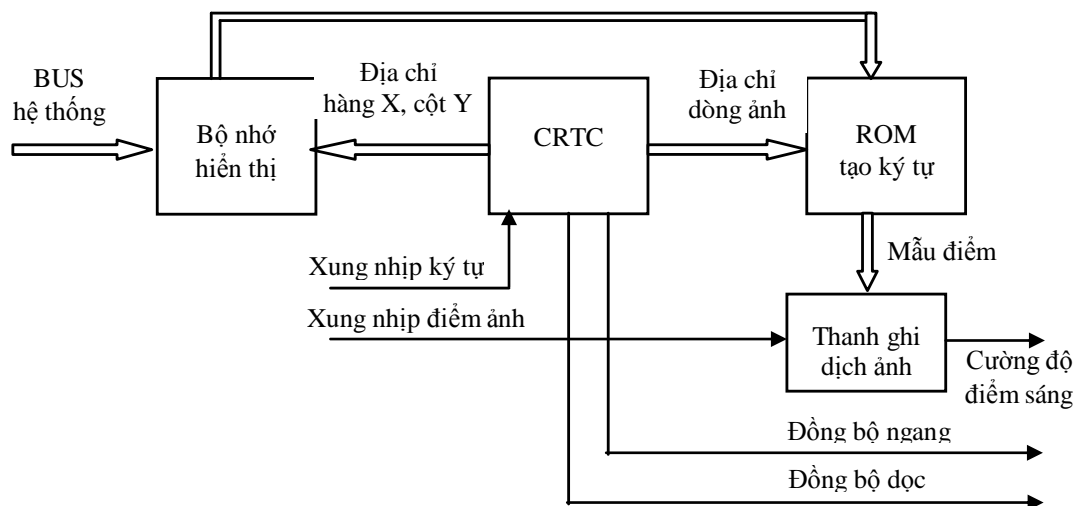 BUS
hệ thống
Bộ nhớ
hiển thị
Địa chỉ
hàng X, cột Y
CRTC
Địa chỉ
dòng ảnh
ROM
tạo ký tự
Mẫu điểm
Xung nhịp ký tự
Xung nhịp điểm ảnh
Thanh ghi
dịch ảnh
Cường độ
điểm sáng
Đồng bộ ngang
Đồng bộ dọc